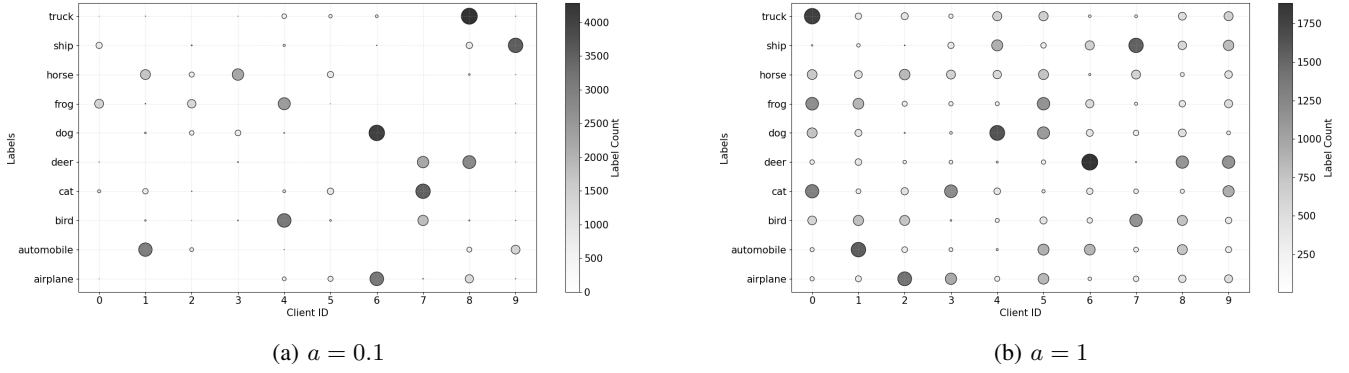 truck
ship
horse
frog
dog
deer
cat
bird
automobile
airplane
Labels
0 1 2 3 4 5 6 7 8 9
Client ID
4000
3500
3000
2500
2000
1500
1000
500
0
Label Count
(a) a = 0.1
truck
ship
horse
frog
dog
deer
cat
bird
automobile
airplane
Labels
0 1 2 3 4 5 6 7 8 9
Client ID
1750
1500
1250
1000
750
500
250
Label Count
(b) a = 1